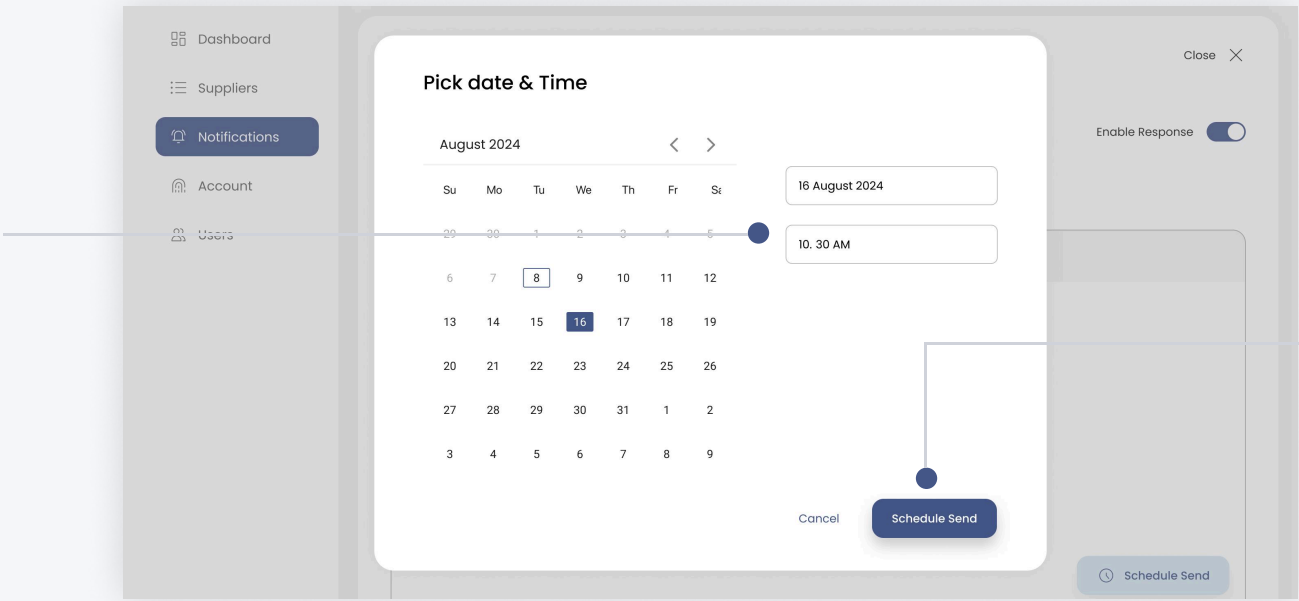 Dashboard
Suppliers
Notifications
Account
Users
Close
Enable Response
Pick date & Time
August 2024
Su Mo Tu We Th Fr Sa
29 30 1 2 3 4 5
6 7 8 9 10 11 12
13 14 15 16 17 18 19
20 21 22 23 24 25 26
27 28 29 30 31 1 2
3 4 5 6 7 8 9
16 August 2024
10. 30 AM
Cancel
Schedule Send
Schedule Send